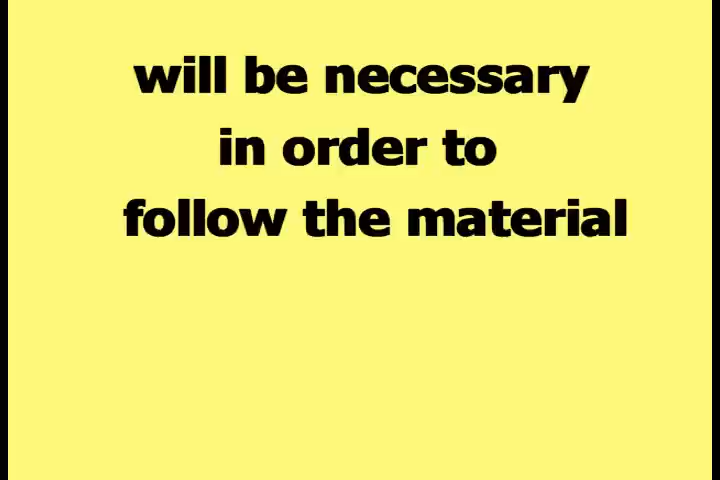 will be necessary
in order to
follow the material